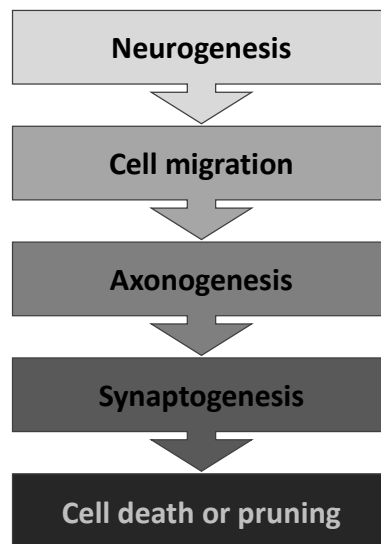 Neurogenesis
Cell migration
Axonogenesis
Synaptogenesis
Cell death or pruning